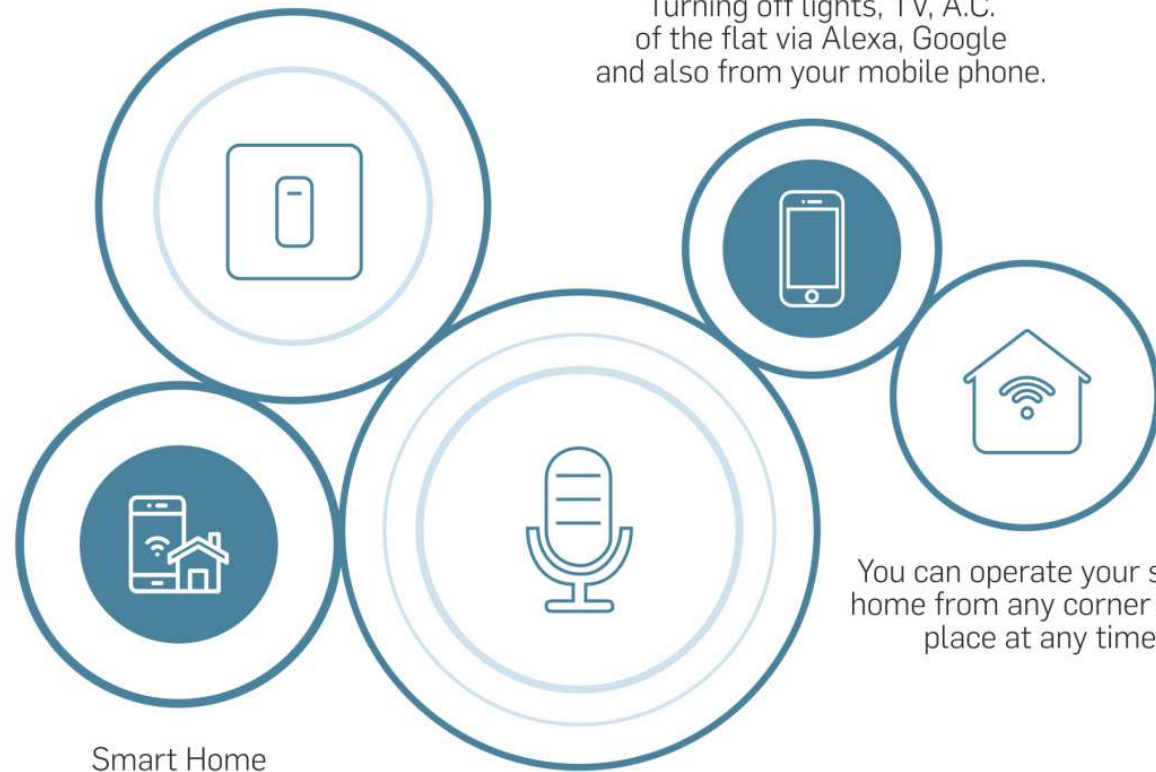 Turning off lights, TV, A.C.
of the flat via Alexa, Google
and also from your mobile phone.
You can operate your
home from any corner
place at any time
Smart Home